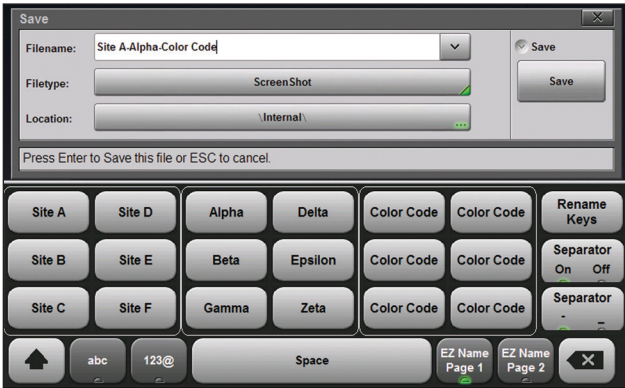 Save
Filename: Site A-Alpha-Color Code
Save
Filetype: ScreenShot
Save
Location: \Internal\
...
Press Enter to Save this file or ESC to cancel.
Site A Site D Alpha Delta Color Code Color Code Rename Keys
Site B Site E Beta Epsilon Color Code Color Code Separator On Off
Site C Site F Gamma Zeta Color Code Color Code Separator - _
abc 123@ Space EZ Name Page 1 EZ Name Page 2